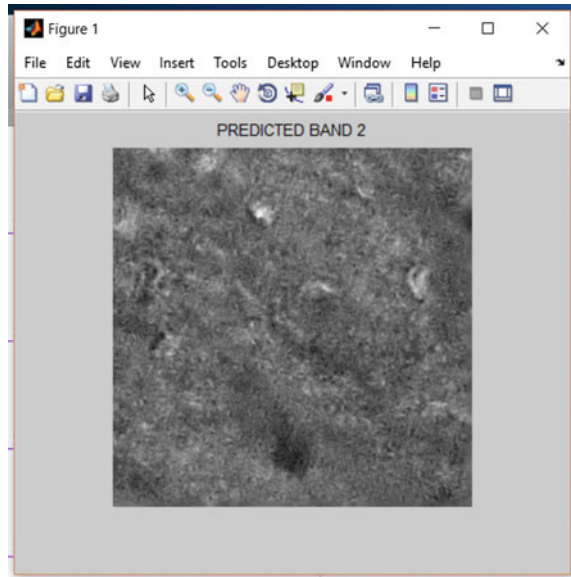 Figure 1
File Edit View Insert Tools Desktop Window Help
PREDICTED BAND 2